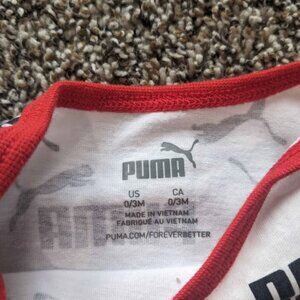 PUMA
US CA
0/3M 0/3M
MADE IN VIETNAM
FABRIQUÉ AU VIETNAM
PUMA.COM/FOREVERBETTER